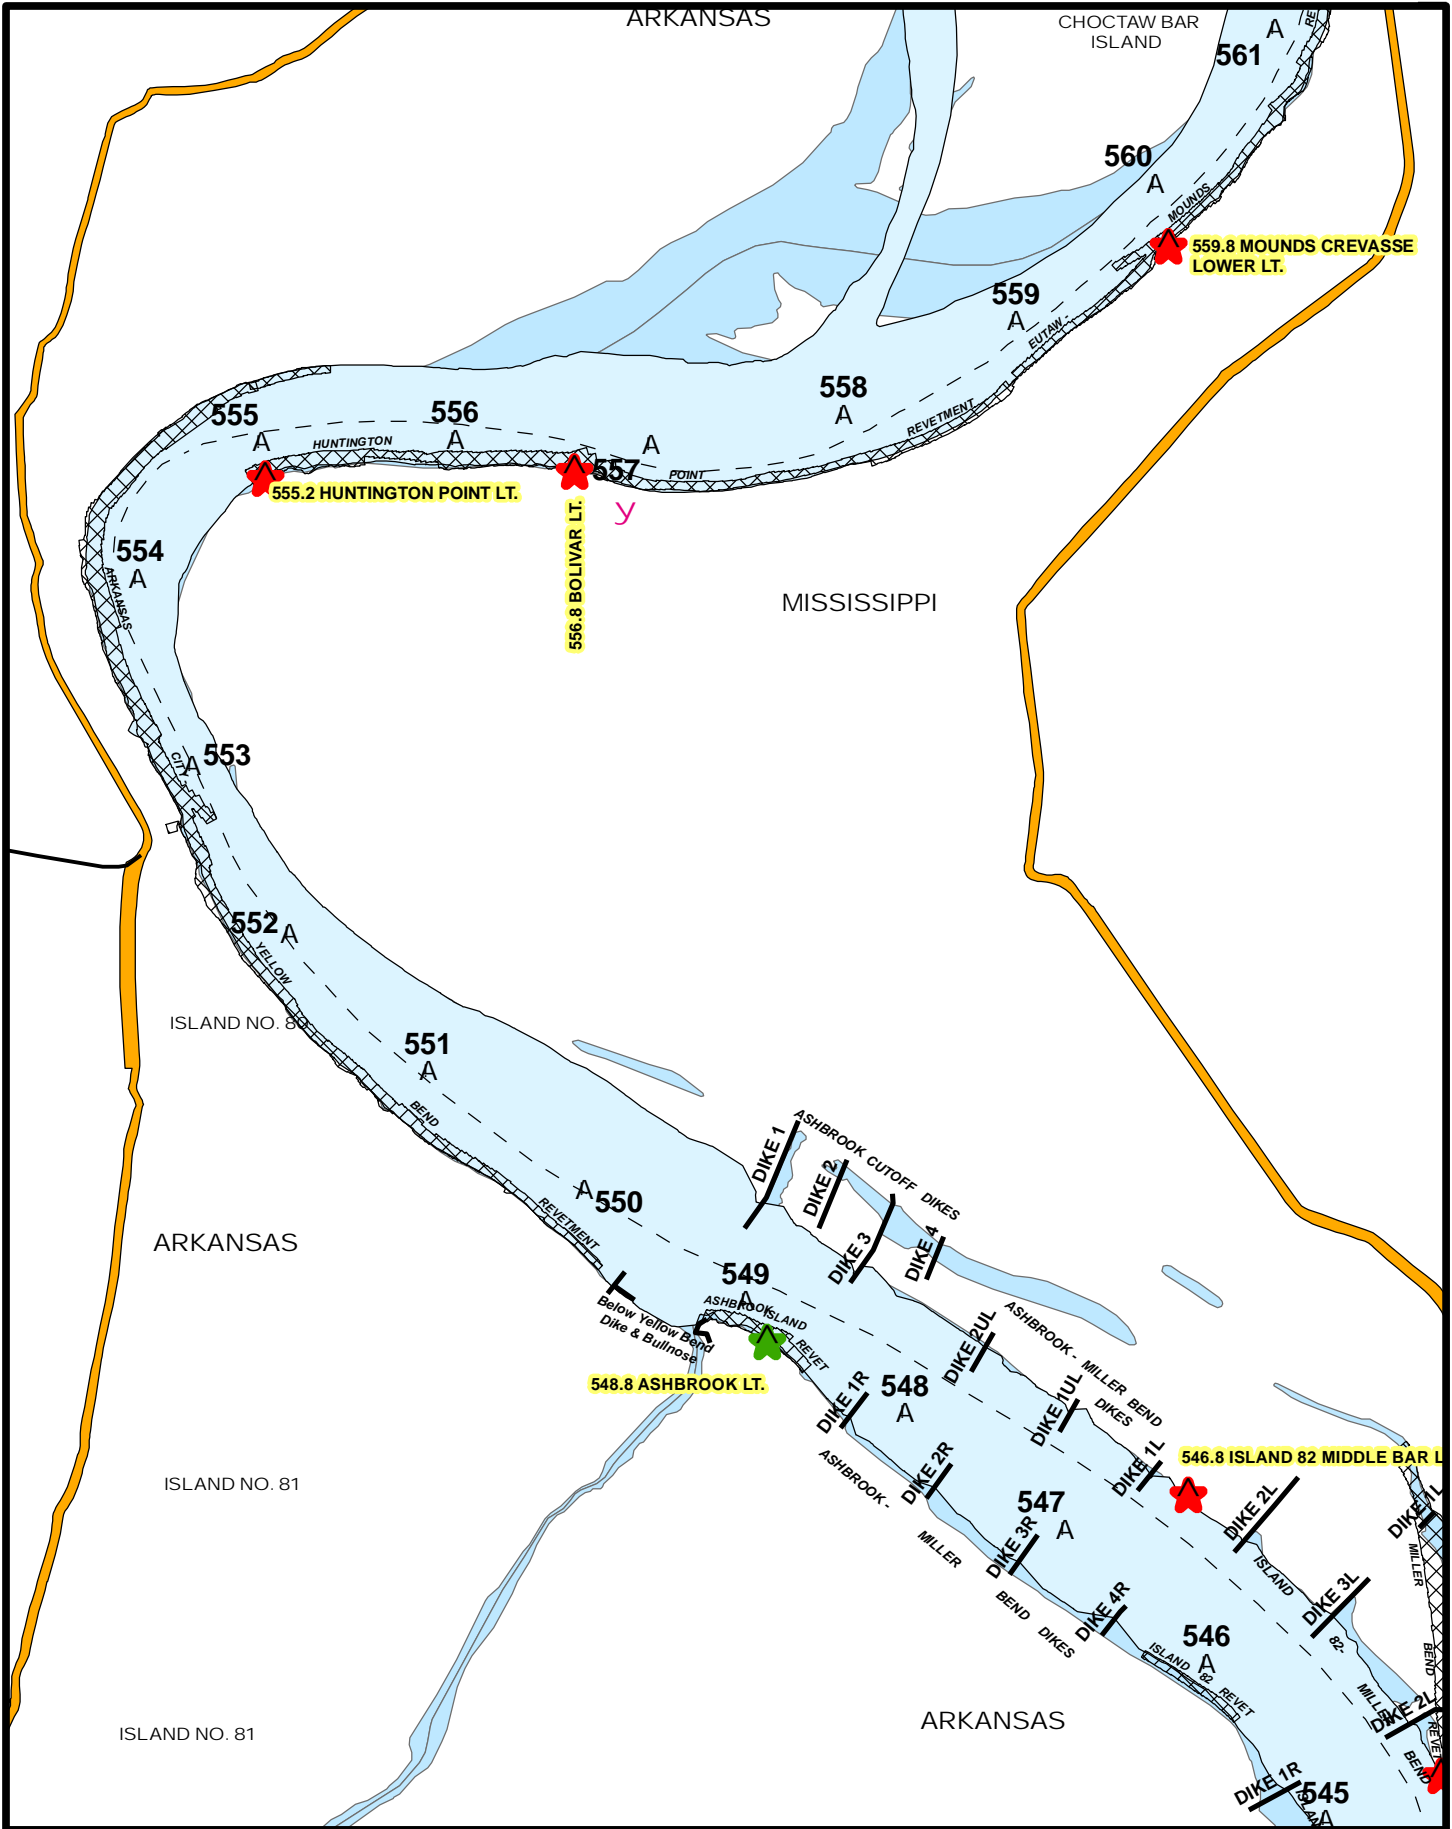 ARKANSAS
CHOCTAW BAR
ISLAND
561
560
MOUNDS
559.8 MOUNDS CREVASSE
LOWER LT.
559
EUTAW -
558
REVETMENT
555
556
HUNTINGTON
557
POINT
555.2 HUNTINGTON POINT LT.
556.8 BOLIVAR LT.
554
ARKANSAS
MISSISSIPPI
553
CITY -
552
YELLOW
ISLAND NO. 80
551
BEND
ASHBROOK CUTOFF DIKES
DIKE 1
DIKE 2
DIKE 3
DIKE 4
550
REVETMENT
ARKANSAS
549
ASHBROOK ISLAND
REVET
Below Yellow Bend
Dike & Bullnose
548.8 ASHBROOK LT.
ASHBROOK - MILLER BEND
DIKES
DIKE 2UL
DIKE 1UL
DIKE 1L
548
DIKE 1R
546.8 ISLAND 82 MIDDLE BAR L
DIKE 2R
ASHBROOK -
MILLER
BEND DIKES
ISLAND NO. 81
547
DIKE 2L
DIKE 1L
DIKE 3R
ISLAND
82-
MILLER
BEND
MILLER
BEND
REVET
DIKE 3L
DIKE 4R
546
ISLAND 82 REVET
DIKE 2L
ARKANSAS
ISLAND NO. 81
DIKE 1R
545